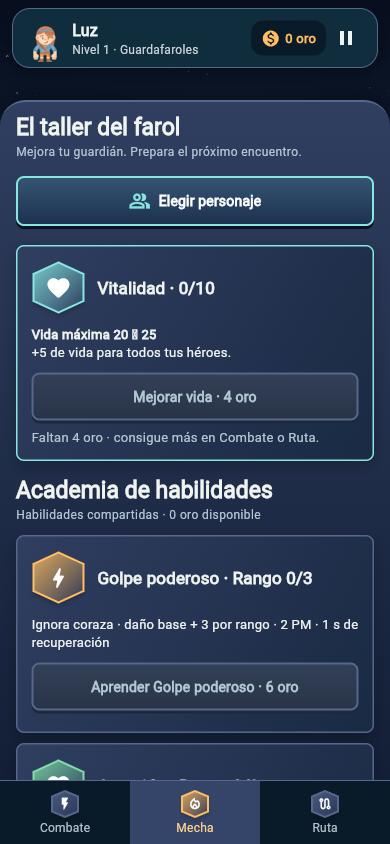 Luz
Nivel 1 · Guardafaroles
0 oro
El taller del farol
Mejora tu guardián. Prepara el próximo encuentro.
Elegir personaje
Vitalidad · 0/10
Vida máxima 20 ▯ 25
+5 de vida para todos tus héroes.
Mejorar vida · 4 oro
Faltan 4 oro · consigue más en Combate o Ruta.
Academia de habilidades
Habilidades compartidas · 0 oro disponible
Golpe poderoso · Rango 0/3
Ignora coraza · daño base + 3 por rango · 2 PM · 1 s de
recuperación
Aprender Golpe poderoso · 6 oro
Combate
Mecha
Ruta